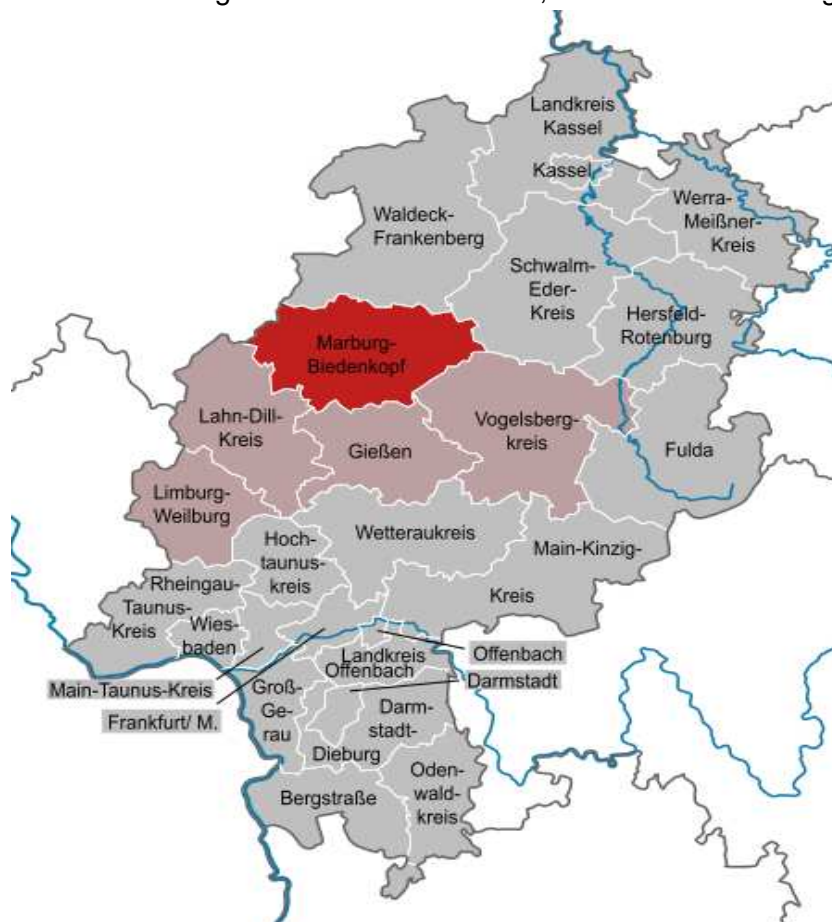 Landkreis
Kassel
Kassel
Werra-
Meißner-
Kreis
Waldeck-
Frankenberg
Schwalm-
Eder-
Kreis
Hersfeld-
Rotenburg
Marburg-
Biedenkopf
Lahn-Dill-
Kreis
Gießen
Vogelsberg-
kreis
Fulda
Limburg-
Weilburg
Hoch-
taunus-
kreis
Wetteraukreis
Main-Kinzig-
Kreis
Rheingau-
Taunus-
Kreis
Wies-
baden
Offenbach
Landkreis
Offenbach
Darmstadt
Main-Taunus-Kreis
Frankfurt/ M.
Groß-
Ge-
rau
Darm-
stadt-
Dieburg
Oden-
wald-
kreis
Bergstraße